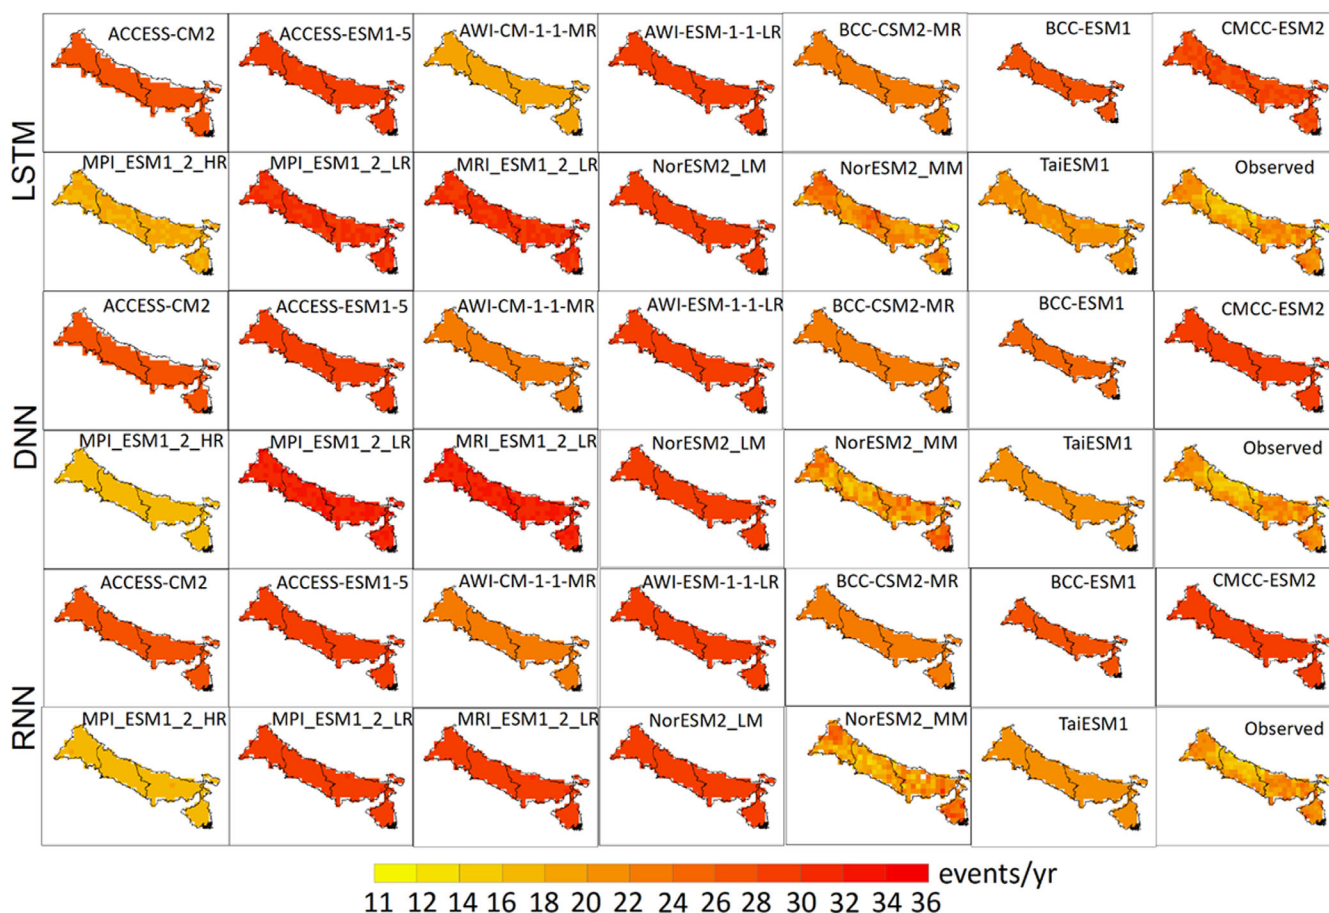 LSTM
ACCESS-CM2
ACCESS-ESM1-5
AWI-CM-1-1-MR
AWI-ESM-1-1-LR
BCC-CSM2-MR
BCC-ESM1
CMCC-ESM2
MPI_ESM1_2_HR
MPI_ESM1_2_LR
MRI_ESM1_2_LR
NorESM2_LM
NorESM2_MM
TaiESM1
Observed
DNN
ACCESS-CM2
ACCESS-ESM1-5
AWI-CM-1-1-MR
AWI-ESM-1-1-LR
BCC-CSM2-MR
BCC-ESM1
CMCC-ESM2
MPI_ESM1_2_HR
MPI_ESM1_2_LR
MRI_ESM1_2_LR
NorESM2_LM
NorESM2_MM
TaiESM1
Observed
RNN
ACCESS-CM2
ACCESS-ESM1-5
AWI-CM-1-1-MR
AWI-ESM-1-1-LR
BCC-CSM2-MR
BCC-ESM1
CMCC-ESM2
MPI_ESM1_2_HR
MPI_ESM1_2_LR
MRI_ESM1_2_LR
NorESM2_LM
NorESM2_MM
TaiESM1
Observed
events/yr
11 12 14 16 18 20 22 24 26 28 30 32 34 36